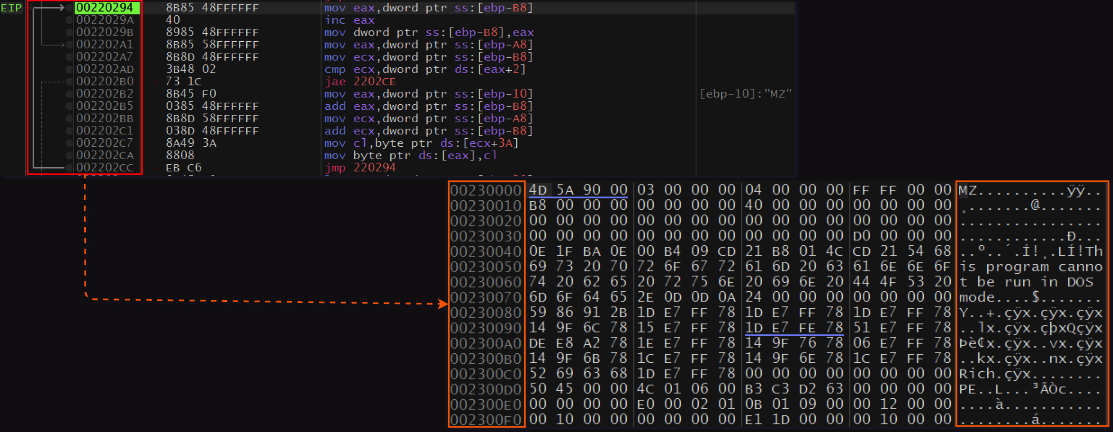 EIP 00220294 8B85 48FFFFFF mov eax,dword ptr ss:[ebp-B8]
0022029A 40 inc eax
0022029B 8985 48FFFFFF mov dword ptr ss:[ebp-B8],eax
002202A1 8B85 58FFFFFF mov eax,dword ptr ss:[ebp-A8]
002202A7 8B8D 48FFFFFF mov ecx,dword ptr ss:[ebp-B8]
002202AD 3B48 02 cmp ecx,dword ptr ds:[eax+2]
002202B0 73 1C jae 2202CE
002202B2 8B45 F0 mov eax,dword ptr ss:[ebp-10] [ebp-10]:"MZ"
002202B5 0385 48FFFFFF add eax,dword ptr ss:[ebp-B8]
002202BB 8B8D 58FFFFFF mov ecx,dword ptr ss:[ebp-A8]
002202C1 038D 48FFFFFF add ecx,dword ptr ss:[ebp-B8]
002202C7 8A49 3A mov cl,byte ptr ds:[ecx+3A]
002202CA 8808 mov byte ptr ds:[eax],cl
002202CC EB C6 jmp 220294
00230000 4D 5A 90 00 03 00 00 00 04 00 00 00 FF FF 00 00 MZ..........ÿÿ..
00230010 B8 00 00 00 00 00 00 00 40 00 00 00 00 00 00 00 ¸.......@.......
00230020 00 00 00 00 00 00 00 00 00 00 00 00 00 00 00 00 ................
00230030 00 00 00 00 00 00 00 00 00 00 00 00 D0 00 00 00 ............Ð...
00230040 0E 1F BA 0E 00 B4 09 CD 21 B8 01 4C CD 21 54 68 ..º..´.Í!¸.LÍ!Th
00230050 69 73 20 70 72 6F 67 72 61 6D 20 63 61 6E 6E 6F is program canno
00230060 74 20 62 65 20 72 75 6E 20 69 6E 20 44 4F 53 20 t be run in DOS
00230070 6D 6F 64 65 2E 0D 0D 0A 24 00 00 00 00 00 00 00 mode....$.......
00230080 59 86 91 2B 1D E7 FF 78 1D E7 FF 78 1D E7 FF 78 Y..+.çÿx.çÿx.çÿx
00230090 14 9F 6C 78 15 E7 FF 78 1D E7 FE 78 51 E7 FF 78 ..lx.çÿx.çþxQçÿx
002300A0 DE E8 A2 78 1E E7 FF 78 14 9F 76 78 06 E7 FF 78 Þè¢x.çÿx..vx.çÿx
002300B0 14 9F 6B 78 1C E7 FF 78 14 9F 6E 78 1C E7 FF 78 ..kx.çÿx..nx.çÿx
002300C0 52 69 63 68 1D E7 FF 78 00 00 00 00 00 00 00 00 Rich.çÿx........
002300D0 50 45 00 00 4C 01 06 00 B3 C3 D2 63 00 00 00 00 PE..L...³ÃÒc....
002300E0 00 00 00 00 E0 00 02 01 0B 01 09 00 00 12 00 00 ....à...........
002300F0 00 10 00 00 00 00 00 00 E1 1D 00 00 00 10 00 00 ........á.......